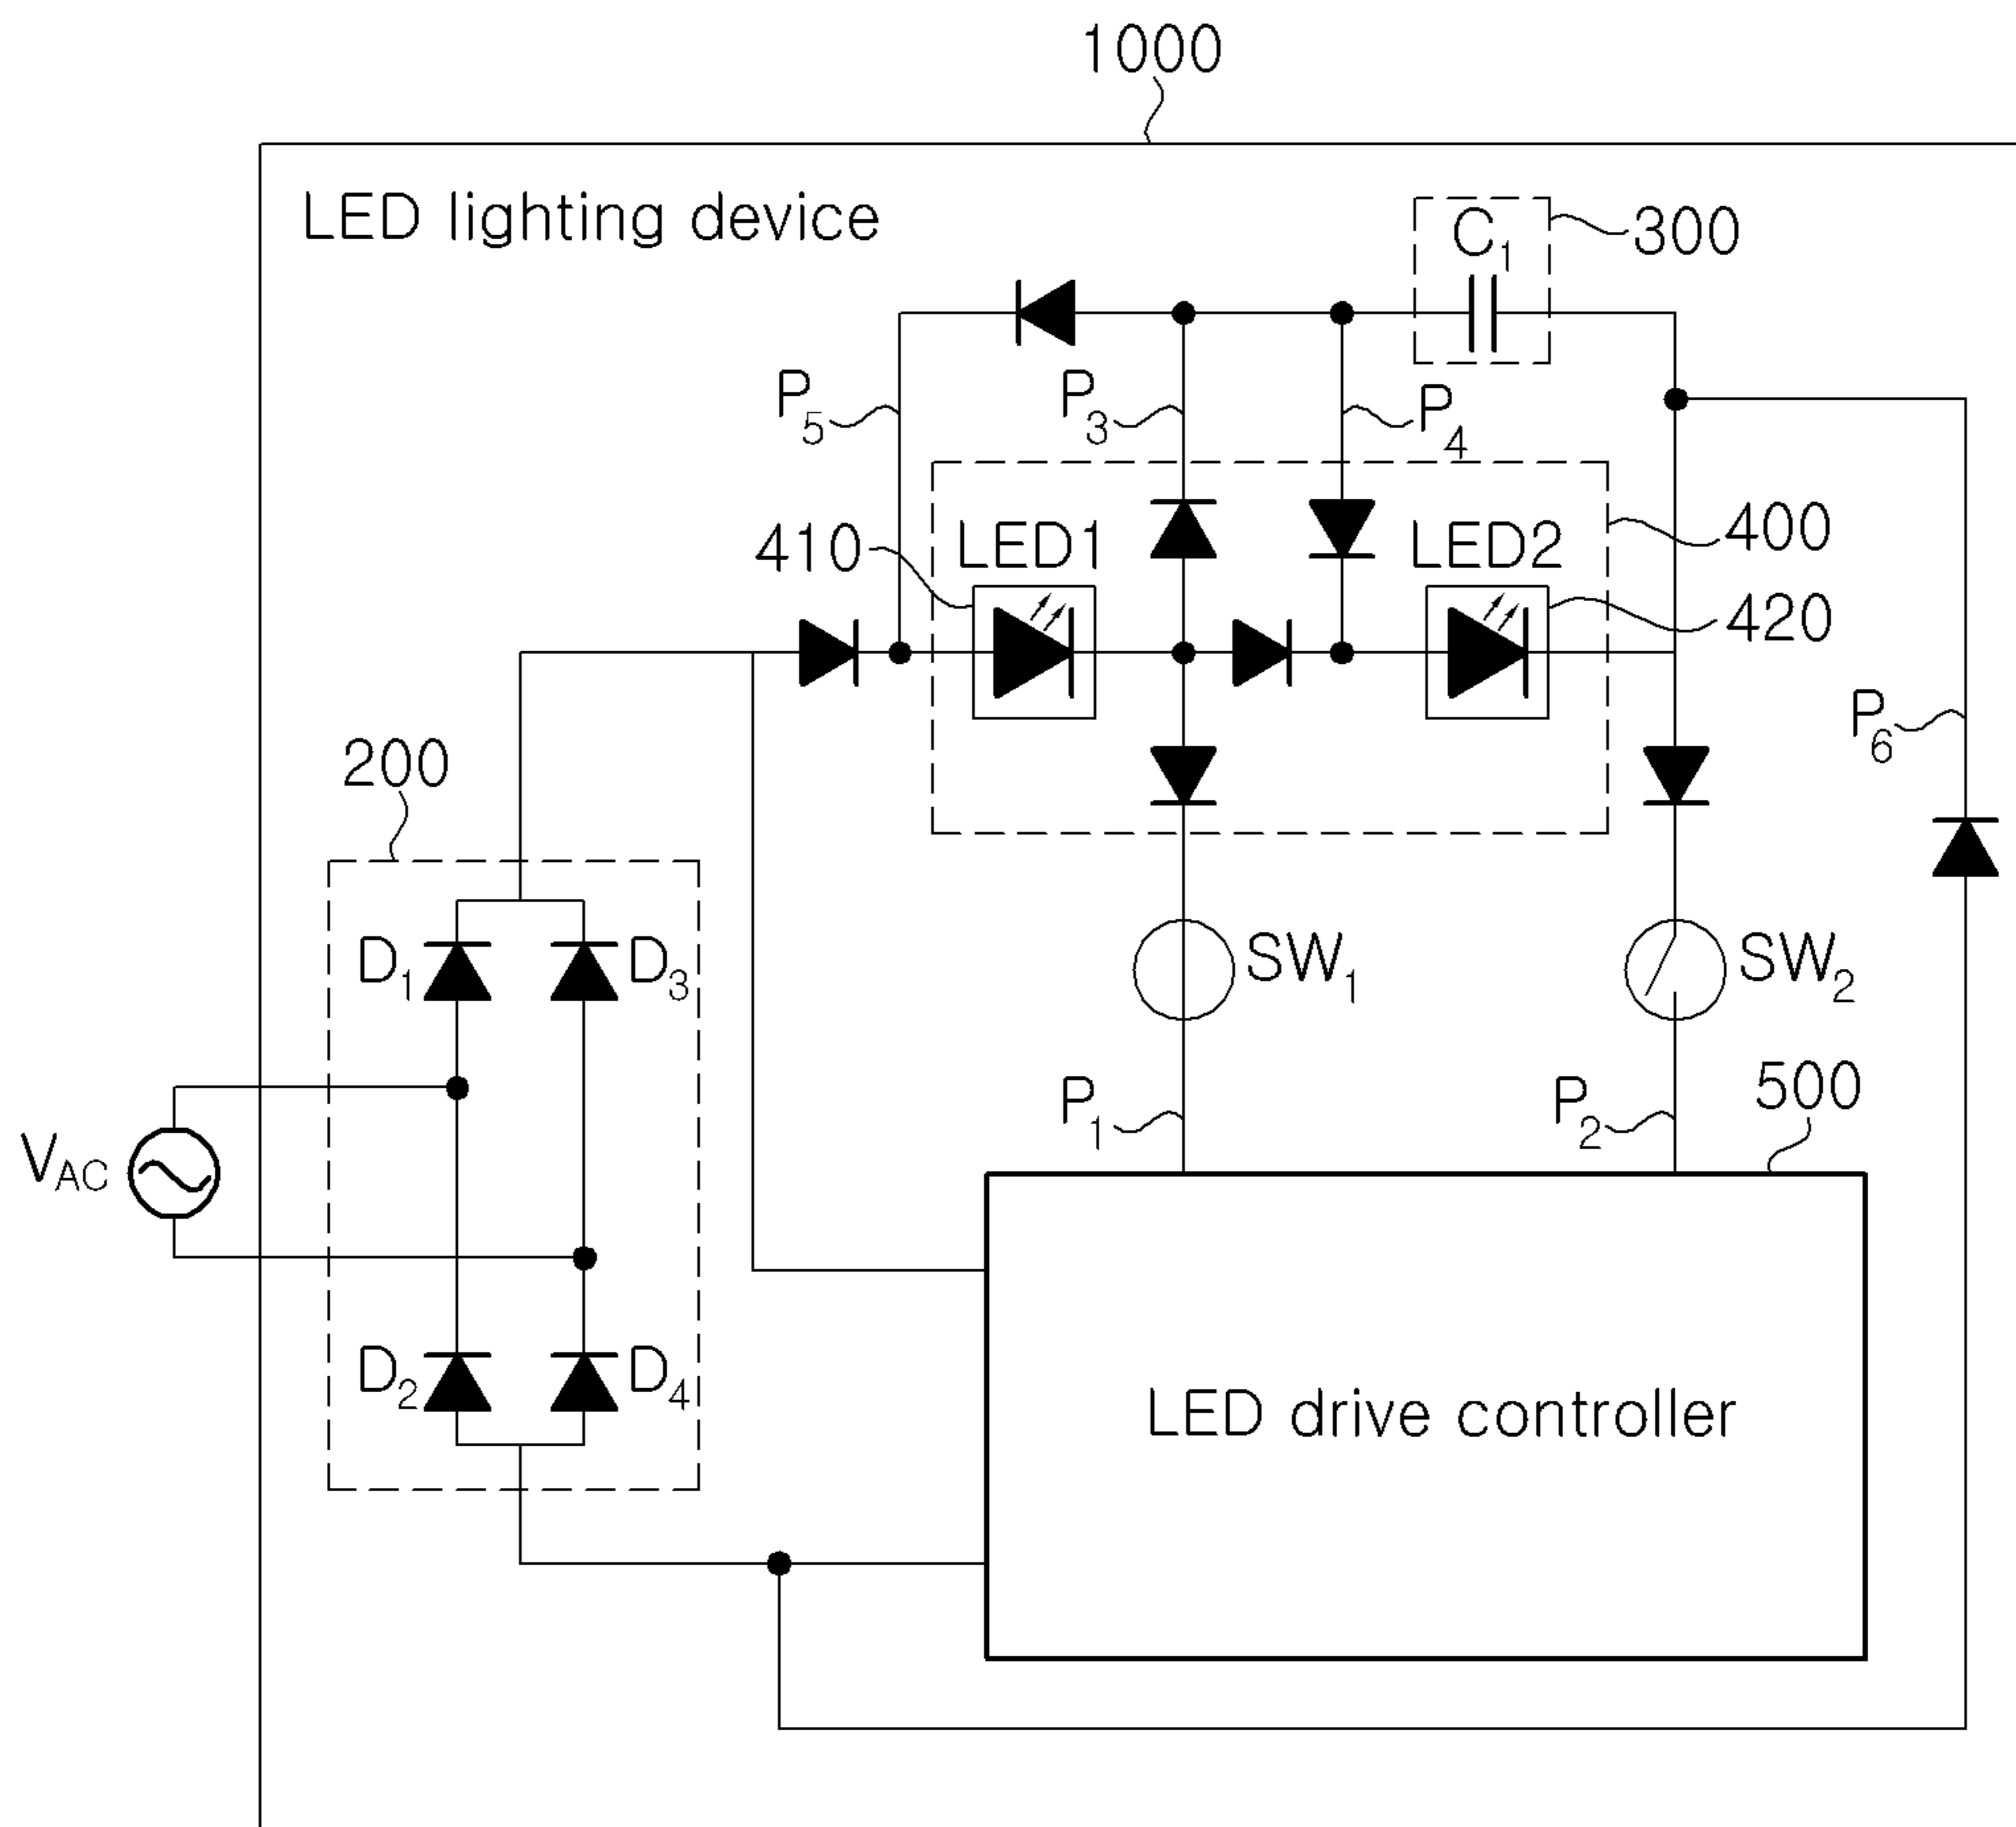 1000
LED lighting device
C1
300
P5
P3
P4
410
LED1
LED2
400
420
P6
200
D1
D3
SW1
SW2
VAC
P1
P2
500
D2
D4
LED drive controller